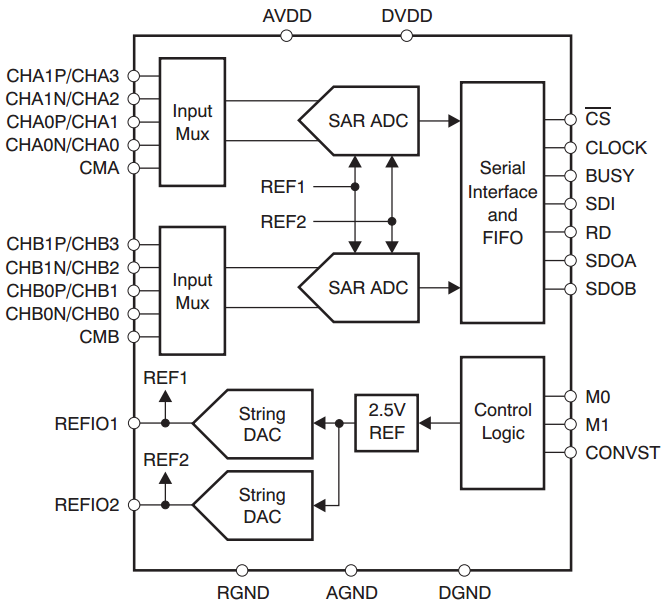 AVDD DVDD
CHA1P/CHA3
CHA1N/CHA2
CHA0P/CHA1
CHA0N/CHA0
CMA
Input
Mux
SAR ADC
REF1
REF2
Serial
Interface
and
FIFO
CS
CLOCK
BUSY
SDI
RD
SDOA
SDOB
CHB1P/CHB3
CHB1N/CHB2
CHB0P/CHB1
CHB0N/CHB0
CMB
Input
Mux
SAR ADC
REF1
REFIO1
String
DAC
2.5V
REF
Control
Logic
M0
M1
CONVST
REF2
REFIO2
String
DAC
RGND AGND DGND